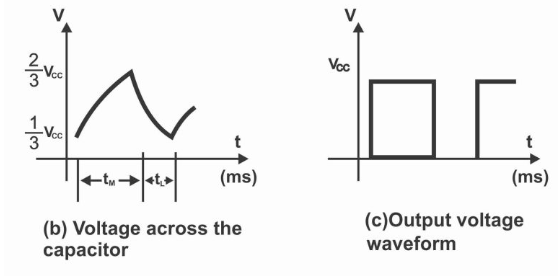 V
2/3 Vcc
1/3 Vcc
t
tM
tL
(ms)
(b) Voltage across the
capacitor
V
Vcc
t
(ms)
(c)Output voltage
waveform